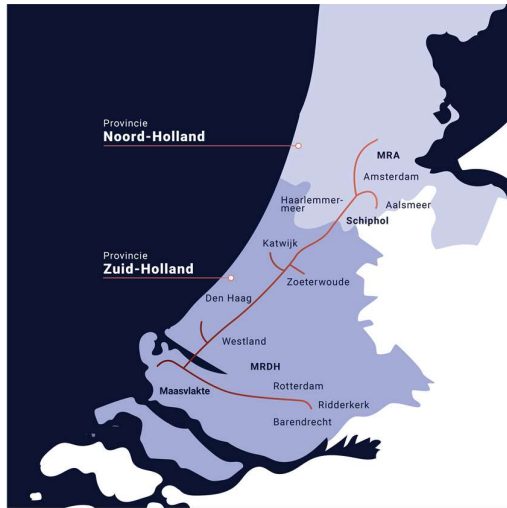 Provincie
Noord-Holland
MRA
Amsterdam
Haarlemmer-
meer
Aalsmeer
Schiphol
Katwijk
Provincie
Zuid-Holland
Zoeterwoude
Den Haag
Westland
MRDH
Maasvlakte
Rotterdam
Ridderkerk
Barendrecht